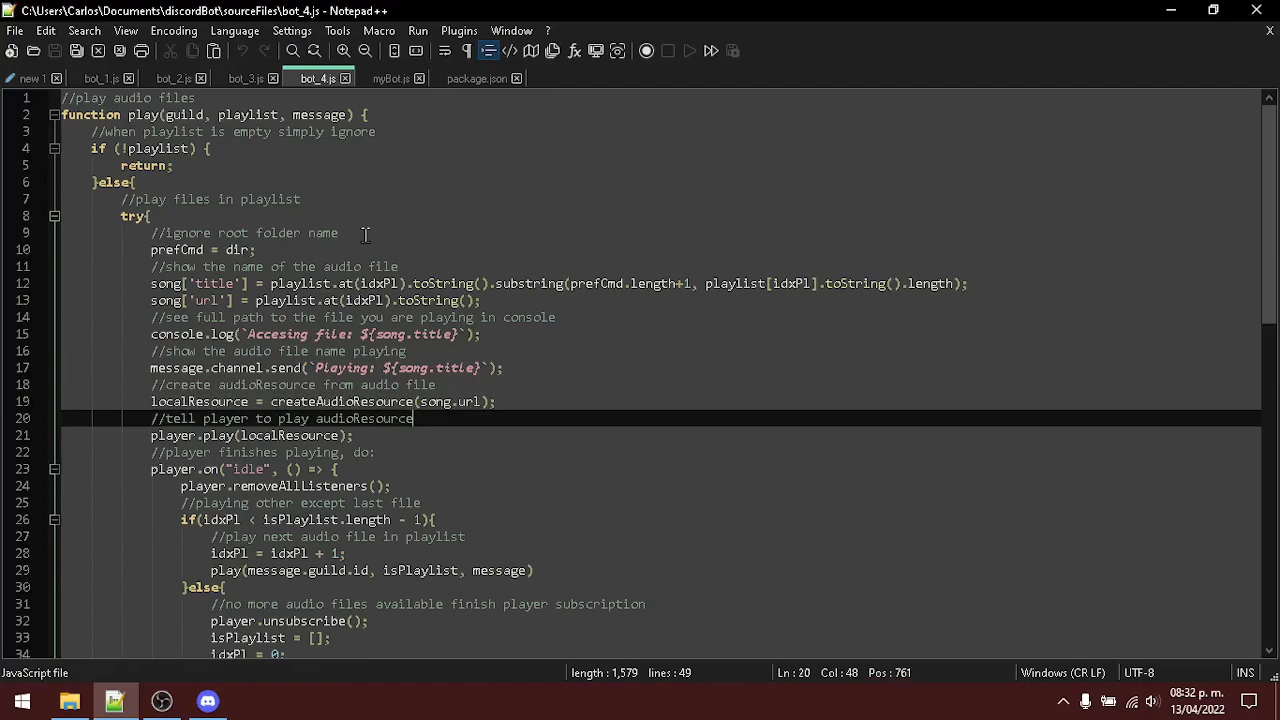 C:\Users\Carlos\Documents\discordBot\sourceFiles\bot_4.js - Notepad++
File Edit Search View Encoding Language Settings Tools Macro Run Plugins Window ?
new 1 bot_1.js bot_2.js bot_3.js bot_4.js myBot.js package.json
1 //play audio files
2 function play(guild, playlist, message) {
3 //when playlist is empty simply ignore
4 if (!playlist) {
5 return;
6 }else{
7 //play files in playlist
8 try{
9 //ignore root folder name
10 prefCmd = dir;
11 //show the name of the audio file
12 song['title'] = playlist.at(idxPl).toString().substring(prefCmd.length+1, playlist[idxPl].toString().length);
13 song['url'] = playlist.at(idxPl).toString();
14 //see full path to the file you are playing in console
15 console.log(`Accesing file: ${song.title}`);
16 //show the audio file name playing
17 message.channel.send(`Playing: ${song.title}`);
18 //create audioResource from audio file
19 localResource = createAudioResource(song.url);
20 //tell player to play audioResource
21 player.play(localResource);
22 //player finishes playing, do:
23 player.on("idle", () => {
24 player.removeAllListeners();
25 //playing other except last file
26 if(idxPl < isPlaylist.length - 1){
27 //play next audio file in playlist
28 idxPl = idxPl + 1;
29 play(message.guild.id, isPlaylist, message)
30 }else{
31 //no more audio files available finish player subscription
32 player.unsubscribe();
33 isPlaylist = [];
34 idxPl = 0;
JavaScript file length : 1,579 lines : 49 Ln : 20 Col : 48 Pos : 761 Windows (CR LF) UTF-8 INS
08:32 p. m.
13/04/2022